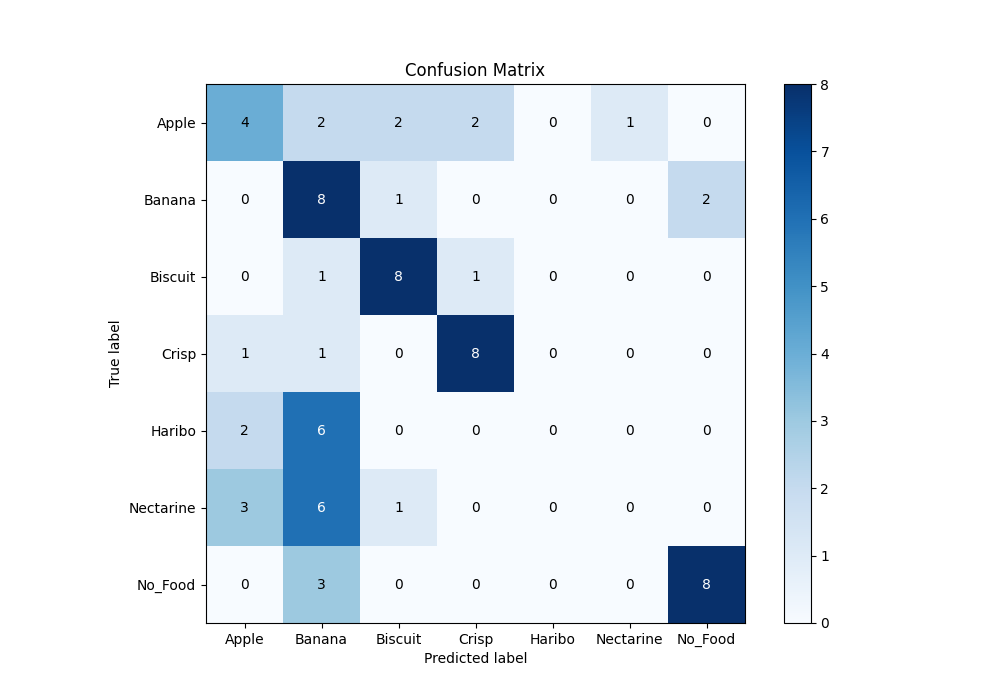 Confusion Matrix
True label
Apple 4 2 2 2 0 1 0
Banana 0 8 1 0 0 0 2
Biscuit 0 1 8 1 0 0 0
Crisp 1 1 0 8 0 0 0
Haribo 2 6 0 0 0 0 0
Nectarine 3 6 1 0 0 0 0
No_Food 0 3 0 0 0 0 8
Apple Banana Biscuit Crisp Haribo Nectarine No_Food
Predicted label
8
7
6
5
4
3
2
1
0